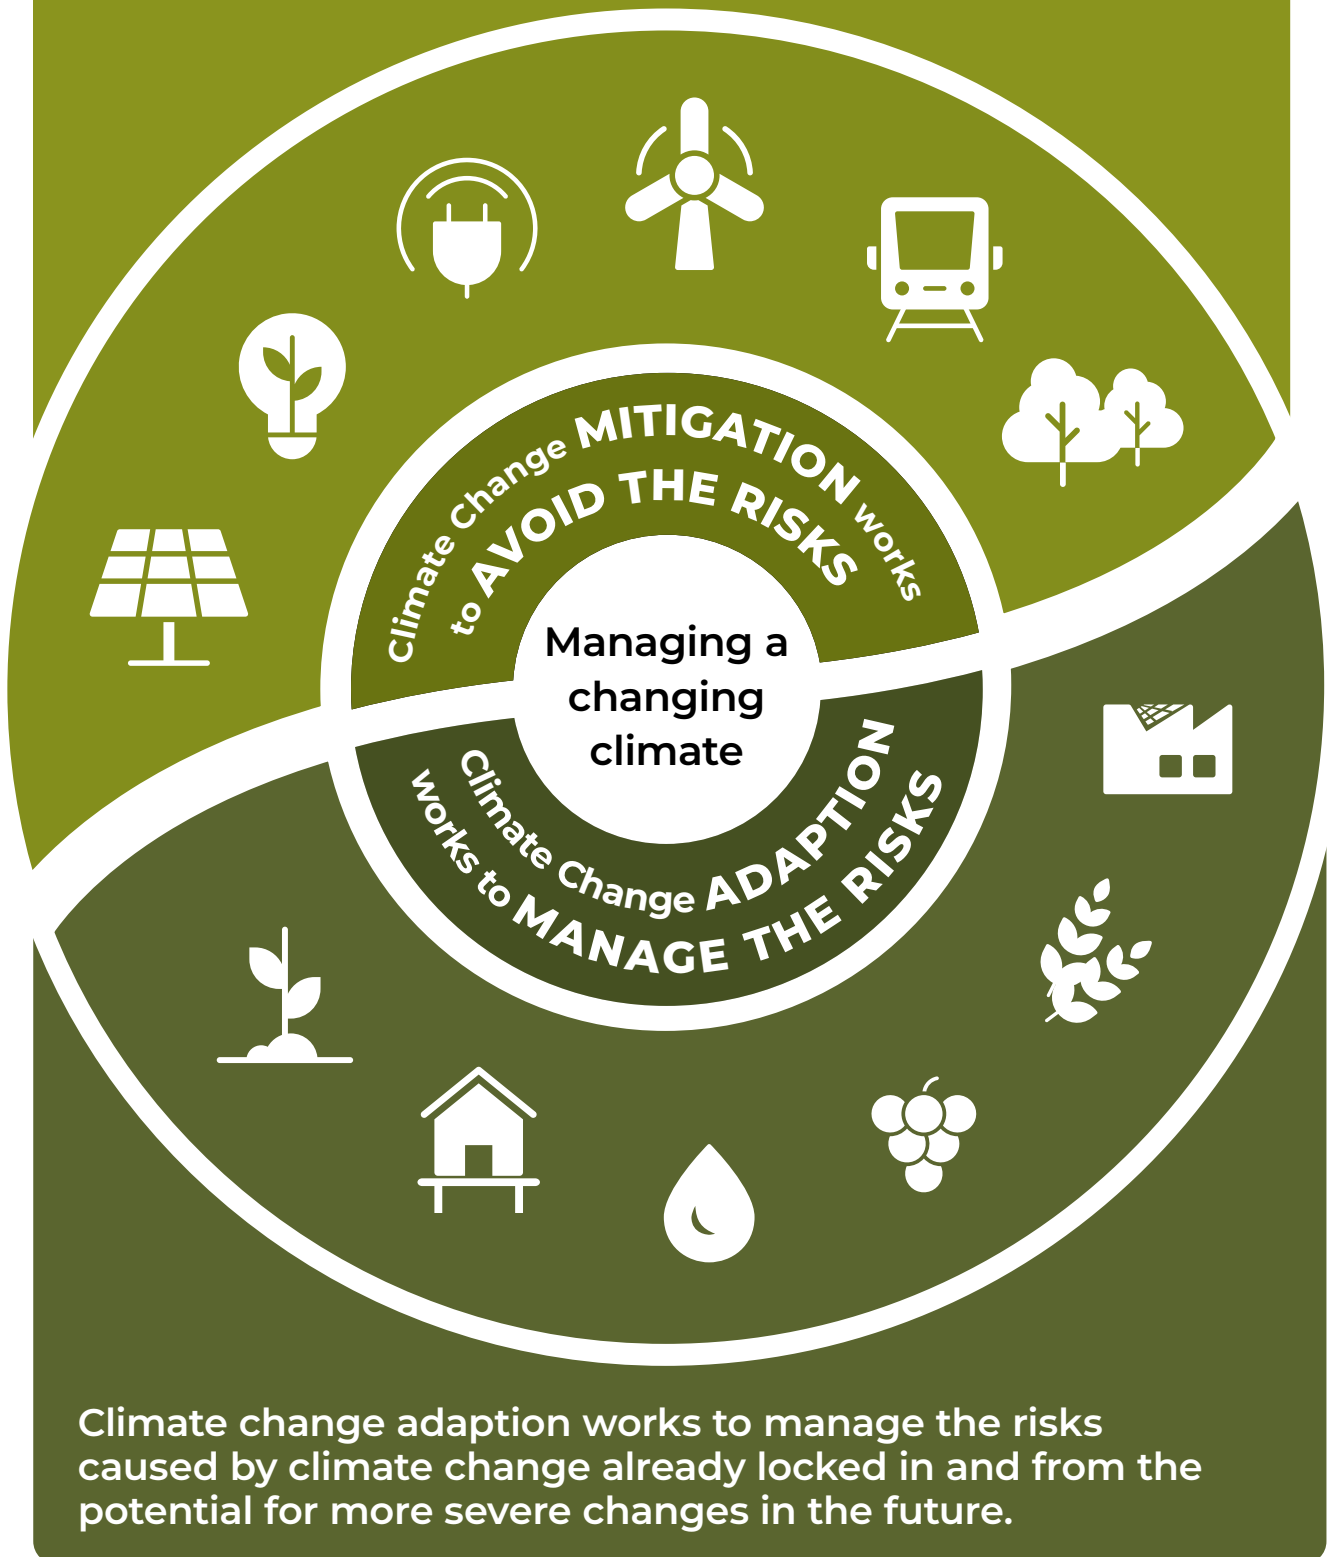 Climate Change MITIGATION works
to AVOID THE RISKS
Managing a
changing
climate
Climate Change ADAPTION
works to MANAGE THE RISKS
Climate change adaption works to manage the risks
caused by climate change already locked in and from the
potential for more severe changes in the future.